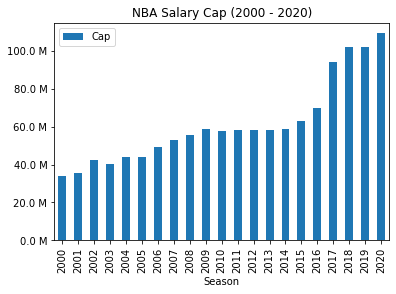 NBA Salary Cap (2000 - 2020)
Cap
100.0 M
80.0 M
60.0 M
40.0 M
20.0 M
0.0 M
2000
2001
2002
2003
2004
2005
2006
2007
2008
2009
2010
2011
2012
2013
2014
2015
2016
2017
2018
2019
2020
Season